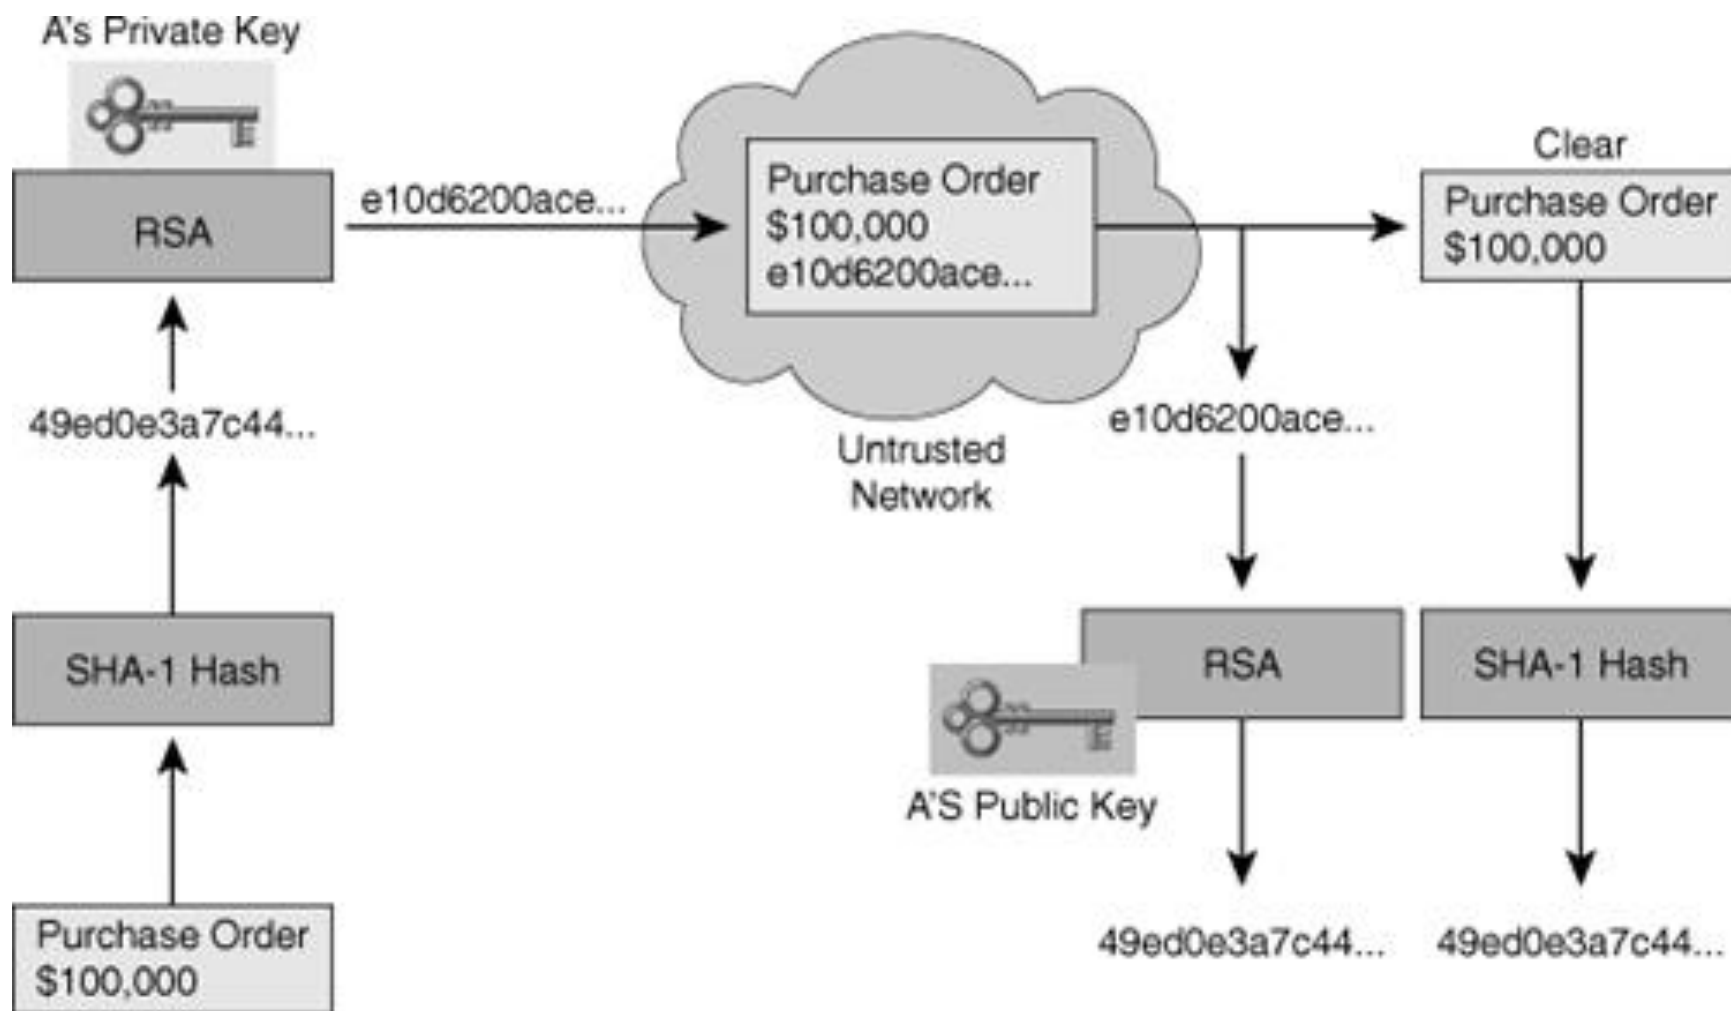 A's Private Key
RSA
e10d6200ace...
49ed0e3a7c44...
SHA-1 Hash
Purchase Order
$100,000
Purchase Order
$100,000
e10d6200ace...
Untrusted
Network
Clear
Purchase Order
$100,000
e10d6200ace...
RSA
SHA-1 Hash
A'S Public Key
49ed0e3a7c44...
49ed0e3a7c44...